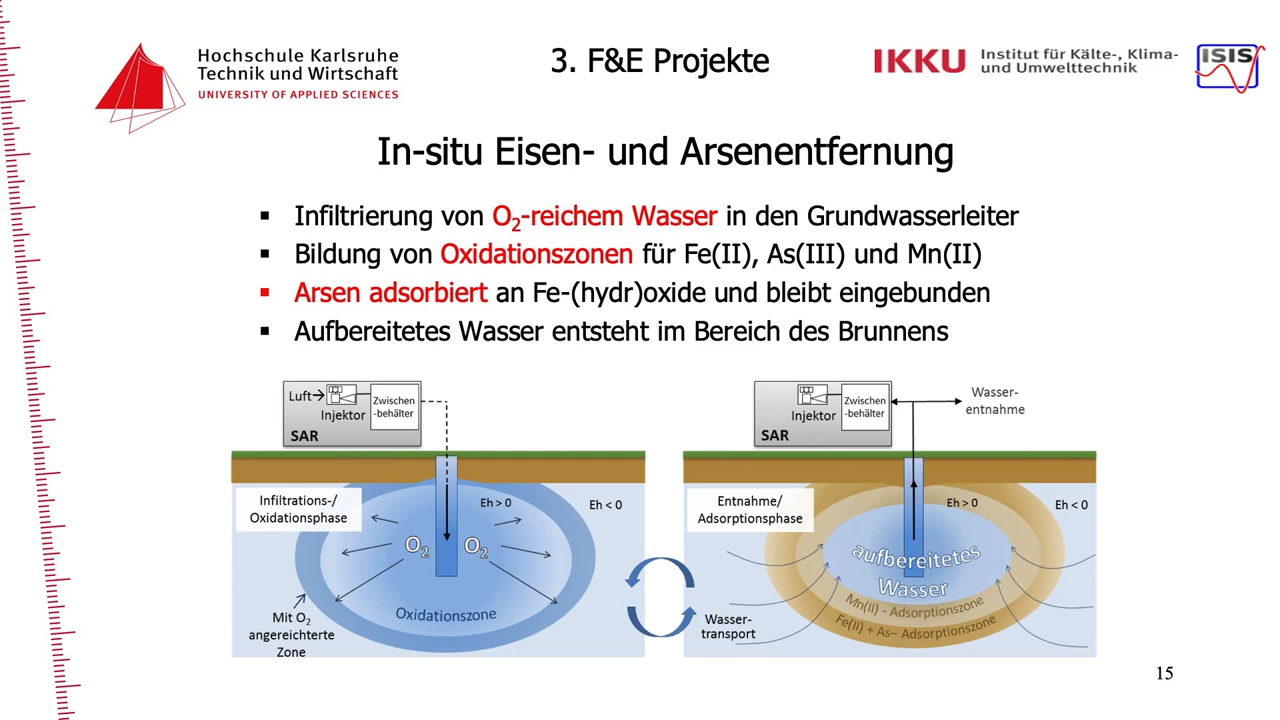 Hochschule Karlsruhe
Technik und Wirtschaft
UNIVERSITY OF APPLIED SCIENCES
3. F&E Projekte
IKKU
Institut für Kälte-, Klima-
und Umwelttechnik
ISIS
In-situ Eisen- und Arsenentfernung
▪ Infiltrierung von O₂-reichem Wasser in den Grundwasserleiter
▪ Bildung von Oxidationszonen für Fe(II), As(III) und Mn(II)
▪ Arsen adsorbiert an Fe-(hydr)oxide und bleibt eingebunden
▪ Aufbereitetes Wasser entsteht im Bereich des Brunnens
Luft→
Injektor
Zwischen
-behälter
SAR
Infiltrations-/
Oxidationsphase
Eh > 0
Eh < 0
O₂ O₂
Oxidationszone
Mit O₂
angereichterte
Zone
Injektor
Zwischen
-behälter
SAR
Wasser-
entnahme
Entnahme/
Adsorptionsphase
Eh > 0
Eh < 0
aufbereitetes
Wasser
Mn(II) - Adsorptionszone
Fe(II) + As– Adsorptionszone
Wasser-
transport
15